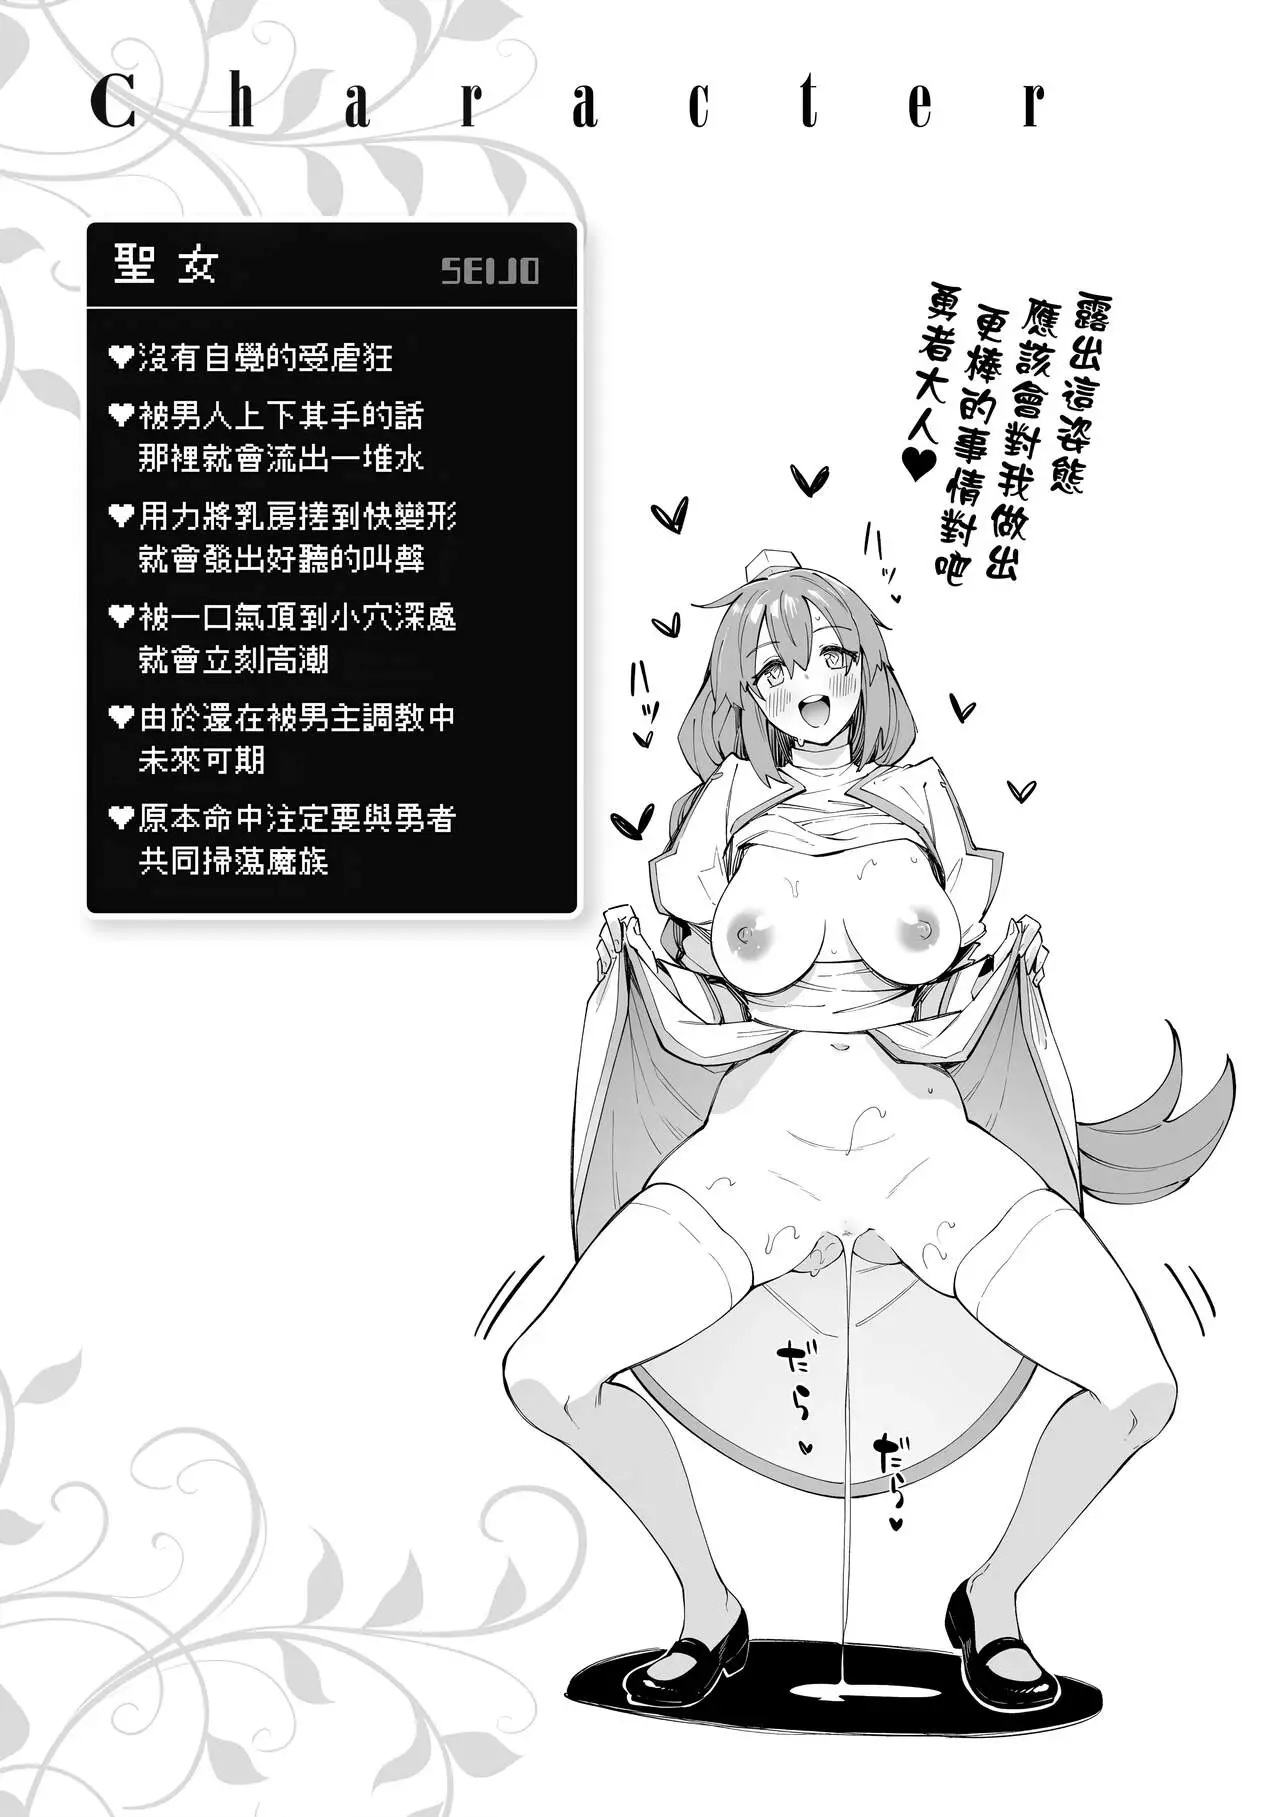 Character
聖女 SEIJO
♥沒有自覺的受虐狂
♥被男人上下其手的話
那裡就會流出一堆水
♥用力將乳房搓到快變形
就會發出好聽的叫聲
♥被一口氣頂到小穴深處
就會立刻高潮
♥由於還在被男主調教中
未來可期
♥原本命中注定要與勇者
共同掃蕩魔族
露出這姿態
應該會對我做出
更棒的事情對吧
勇者大人♥
ハッ
ハッ
だら
だら